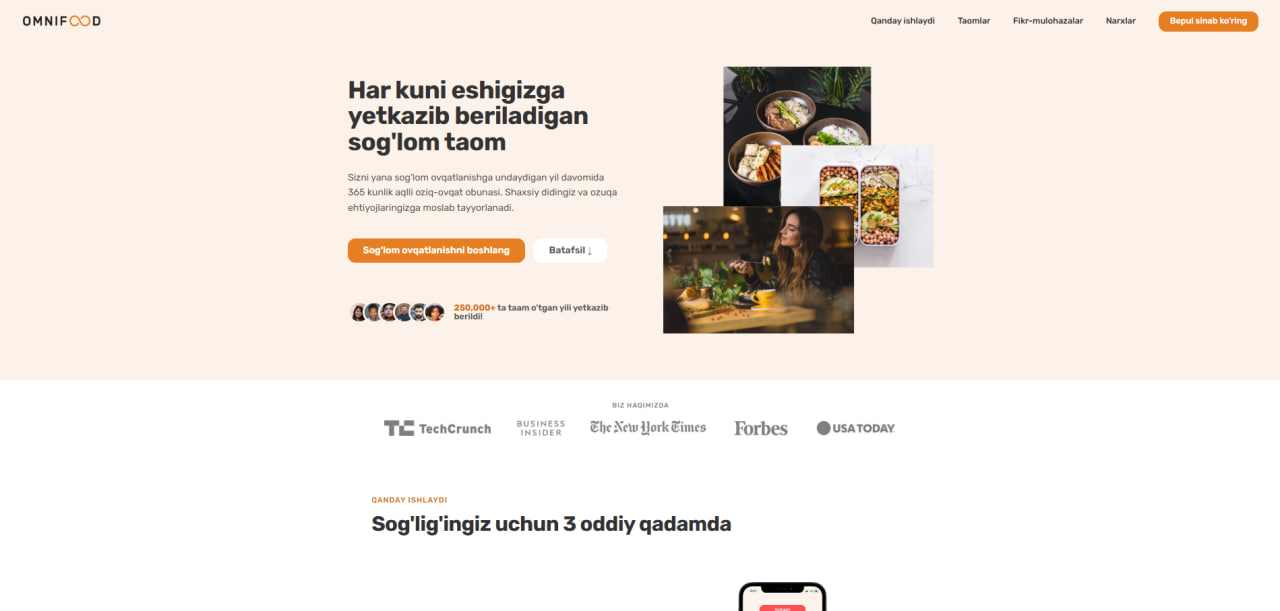 OMNIFOOD
Qanday ishlaydi
Taomlar
Fikr-mulohazalar
Narxlar
Bepul sinab ko'ring
Har kuni eshigizga
yetkazib beriladigan
sog'lom taom
Sizni yana sog'lom ovqatlanishga undaydigan yil davomida
365 kunlik aqlli oziq-ovqat obunasi. Shaxsiy didingiz va ozuqa
ehtiyojlaringizga moslab tayyorlanadi.
Sog'lom ovqatlanishni boshlang
Batafsil ↓
250,000+ ta taom o'tgan yili yetkazib
berildi!
BIZ HAQIMIZDA
TechCrunch
BUSINESS
INSIDER
The New York Times
Forbes
USA TODAY
QANDAY ISHLAYDI
Sog'lig'ingiz uchun 3 oddiy qadamda